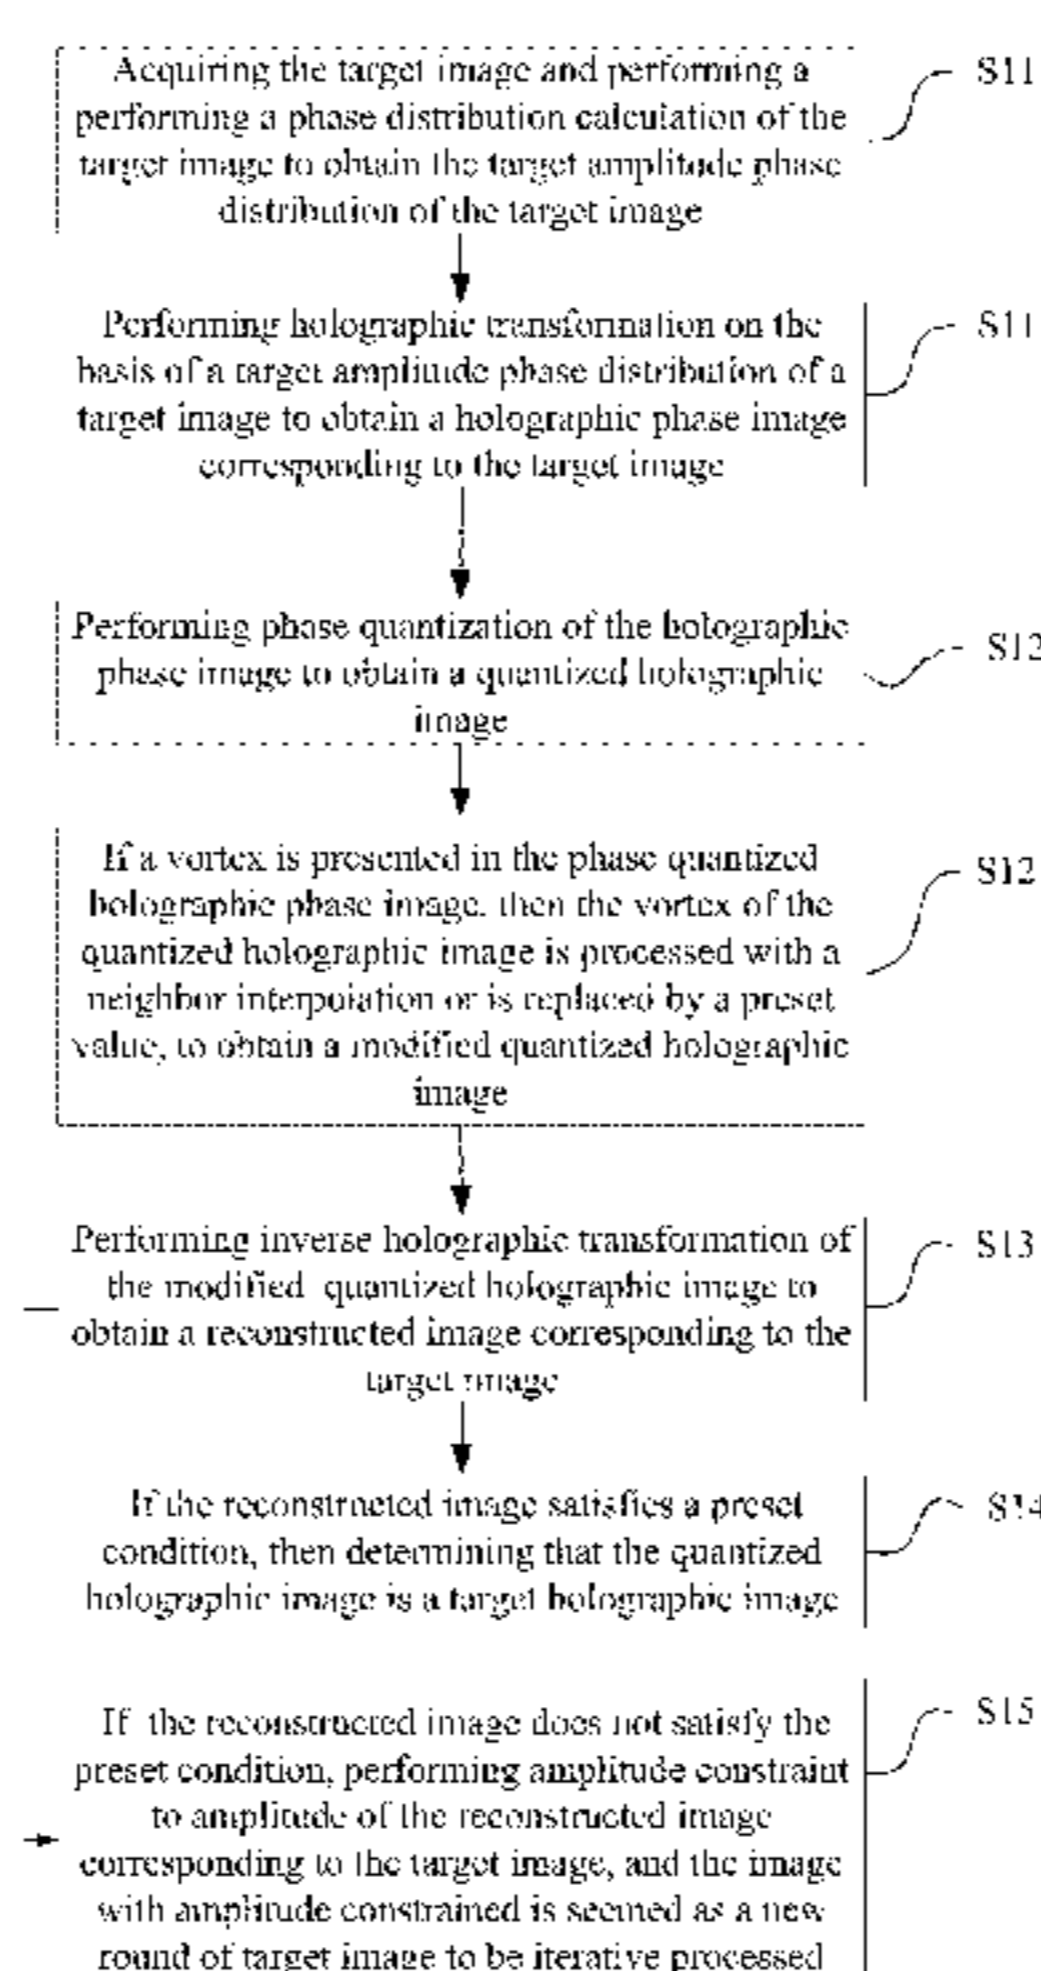 Acquiring the target image and performing a
performing a phase distribution calculation of the
target image to obtain the target amplitude phase
distribution of the target image
S11
Performing holographic transformation on the
basis of a target amplitude phase distribution of a
target image to obtain a holographic phase image
corresponding to the target image
S11
Performing phase quantization of the holographic
phase image to obtain a quantized holographic
image
S12
If a vortex is presented in the phase quantized
holographic phase image, then the vortex of the
quantized holographic image is processed with a
neighbor interpolation or is replaced by a preset
value, to obtain a modified quantized holographic
image
S12
Performing inverse holographic transformation of
the modified quantized holographic image to
obtain a reconstructed image corresponding to the
target image
S13
If the reconstructed image satisfies a preset
condition, then determining that the quantized
holographic image is a target holographic image
S14
If the reconstructed image does not satisfy the
preset condition, performing amplitude constraint
to amplitude of the reconstructed image
corresponding to the target image, and the image
with amplitude constrained is seemed as a new
round of target image to be iterative processed
S15